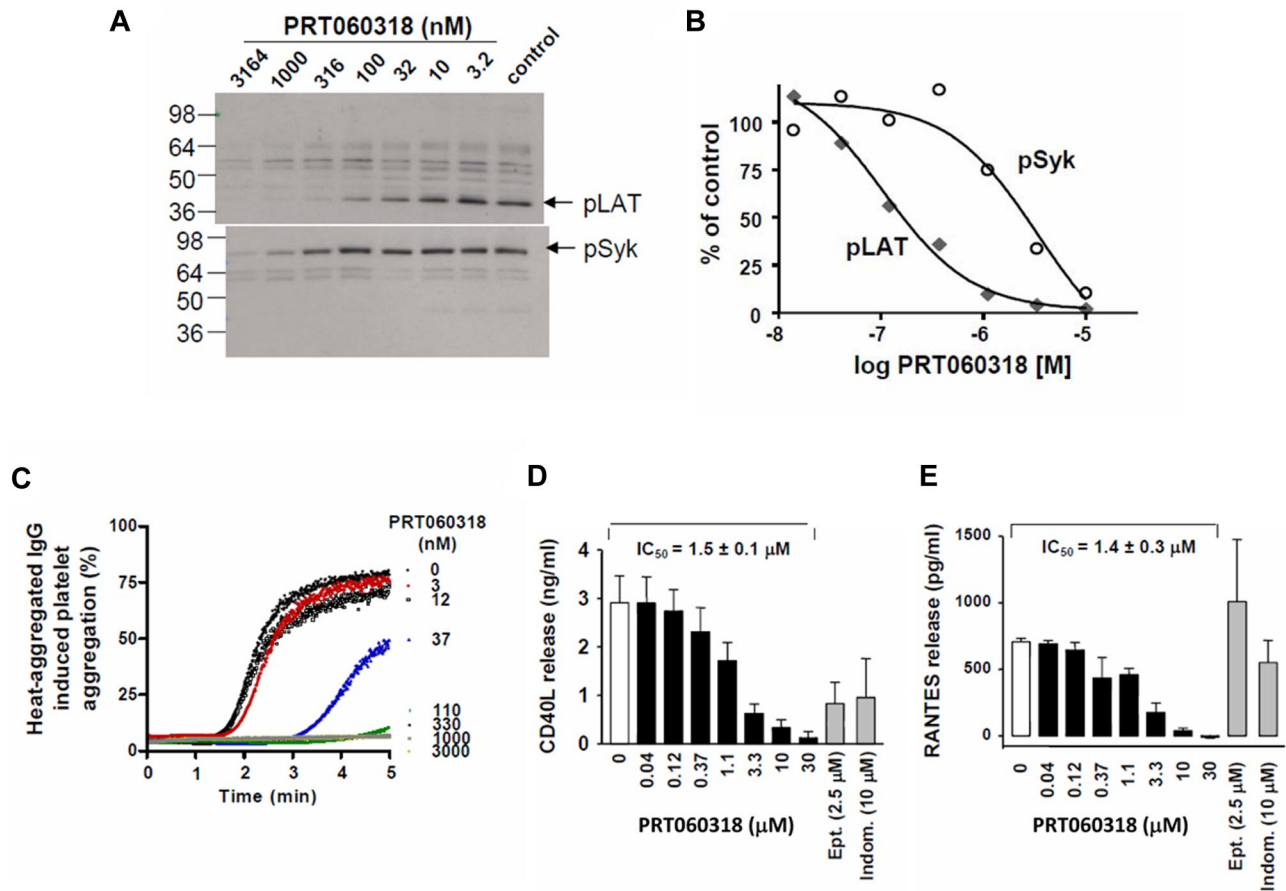 A
PRT060318 (nM)
3164 1000 316 100 32 10 3.2 control
98
64
50
36
pLAT
98
64
50
36
pSyk
B
% of control
100
75
50
25
0
pSyk
pLAT
-8 -7 -6 -5
log PRT060318 [M]
C
Heat-aggregated IgG
induced platelet
aggregation (%)
100
75
50
25
0
0 1 2 3 4 5
Time (min)
PRT060318
(nM)
0
3
12
37
110
330
1000
3000
D
IC50 = 1.5 ± 0.1 μM
CD40L release (ng/ml)
4
3
2
1
0
0 0.04 0.12 0.37 1.1 3.3 10 30 Ept. (2.5 μM) Indom. (10 μM)
PRT060318 (μM)
E
IC50 = 1.4 ± 0.3 μM
RANTES release (pg/ml)
1500
1000
500
0
0 0.04 0.12 0.37 1.1 3.3 10 30 Ept. (2.5 μM) Indom. (10 μM)
PRT060318 (μM)